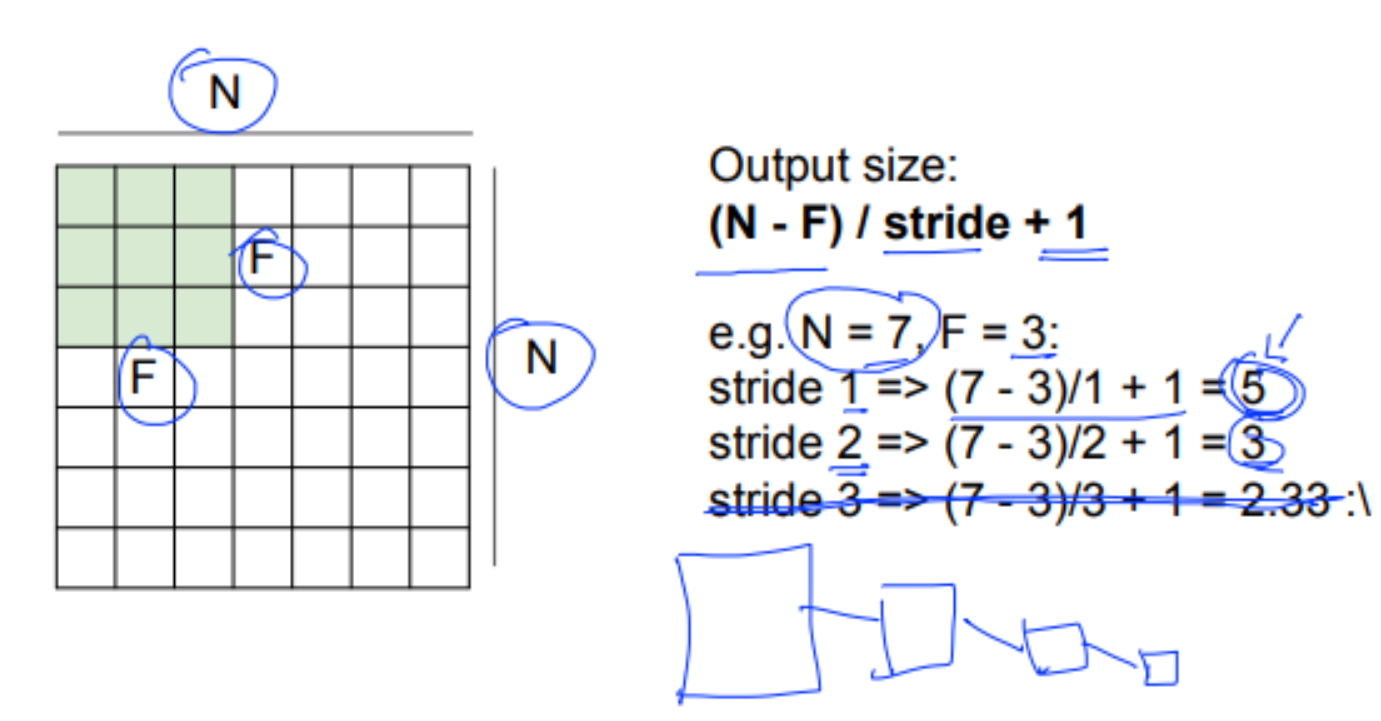 N
F
F
N
Output size:
(N - F) / stride + 1
e.g. N = 7, F = 3:
stride 1 => (7 - 3)/1 + 1 = 5
stride 2 => (7 - 3)/2 + 1 = 3
stride 3 => (7 - 3)/3 + 1 = 2.33 :\